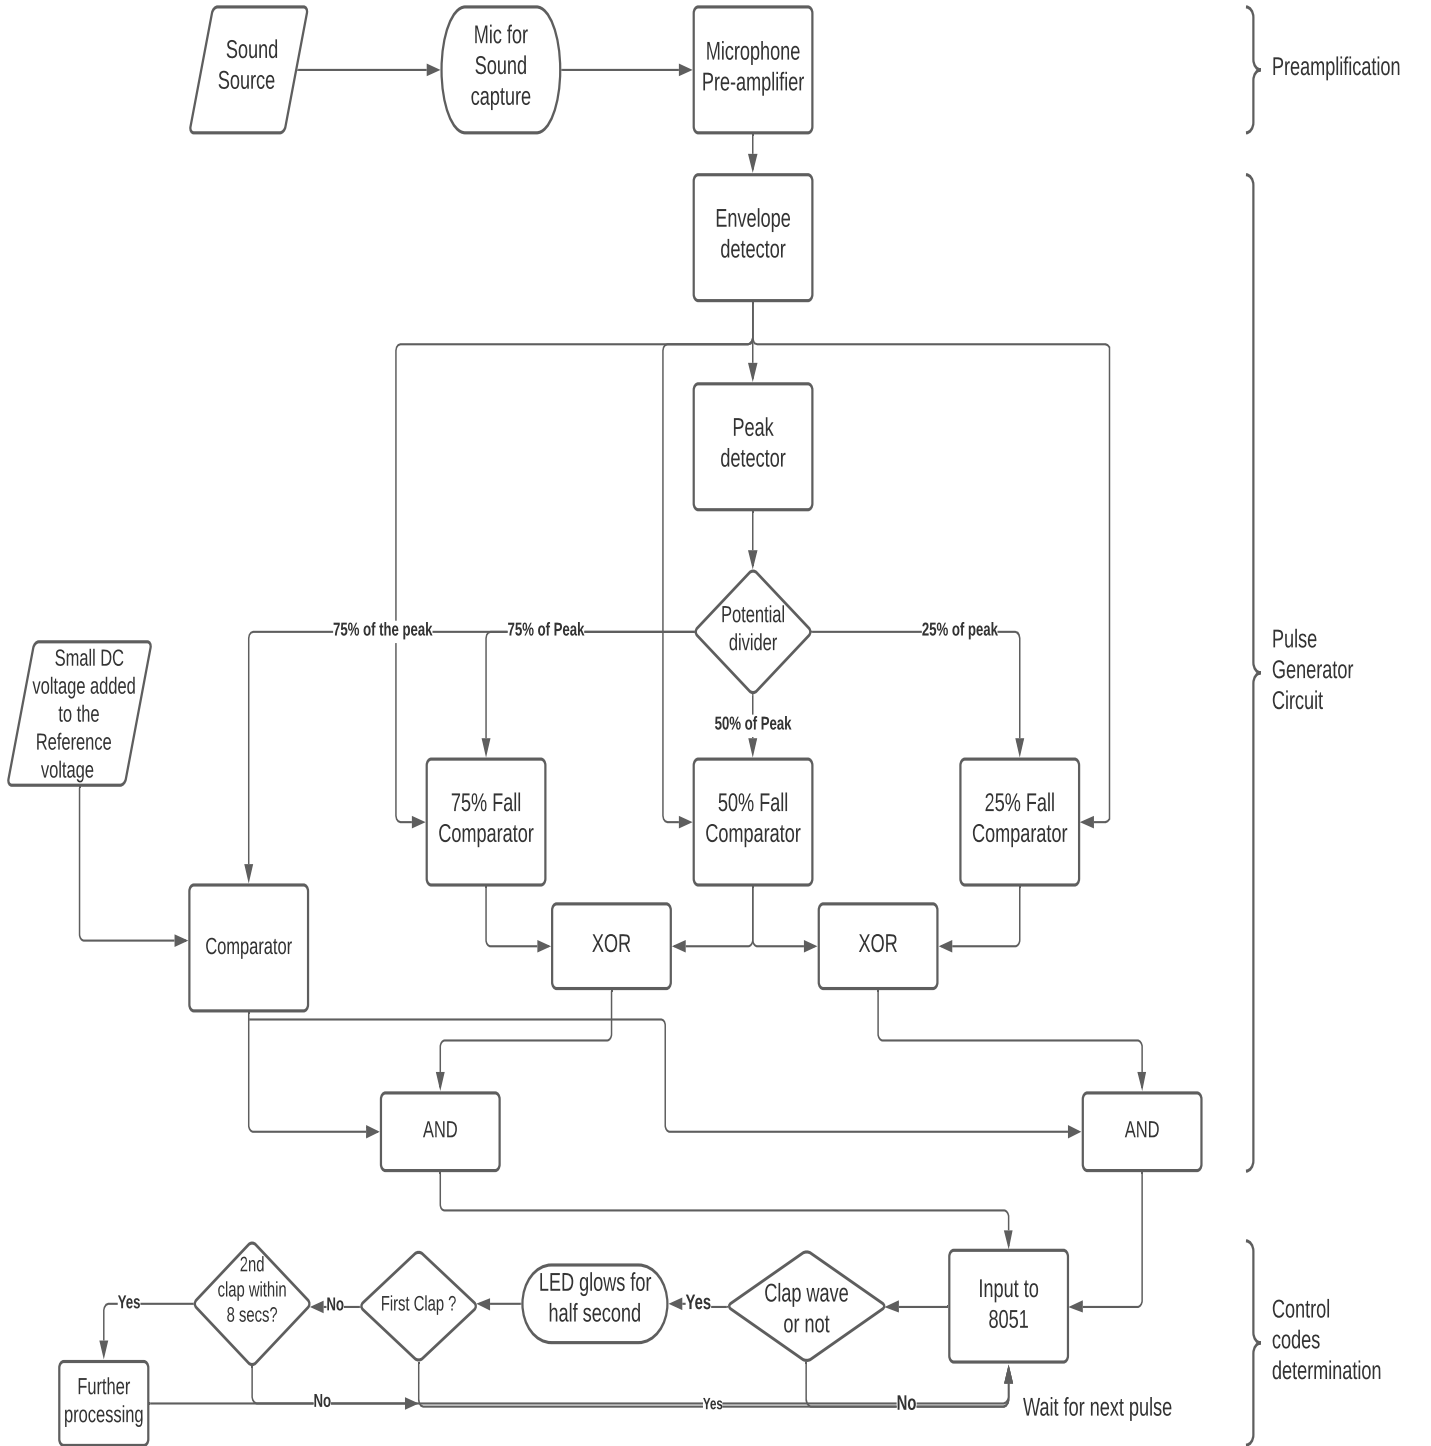 Sound
Source
Mic for
Sound
capture
Microphone
Pre-amplifier
Preamplification
Envelope
detector
Peak
detector
Potential
divider
75% of the peak
75% of Peak
25% of peak
50% of Peak
Small DC
voltage added
to the
Reference
voltage
Pulse
Generator
Circuit
75% Fall
Comparator
50% Fall
Comparator
25% Fall
Comparator
Comparator
XOR
XOR
AND
AND
2nd
clap within
8 secs?
Yes
No
First Clap ?
LED glows for
half second
Yes
Clap wave
or not
Input to
8051
Control
codes
determination
Further
processing
No
Yes
No
Wait for next pulse